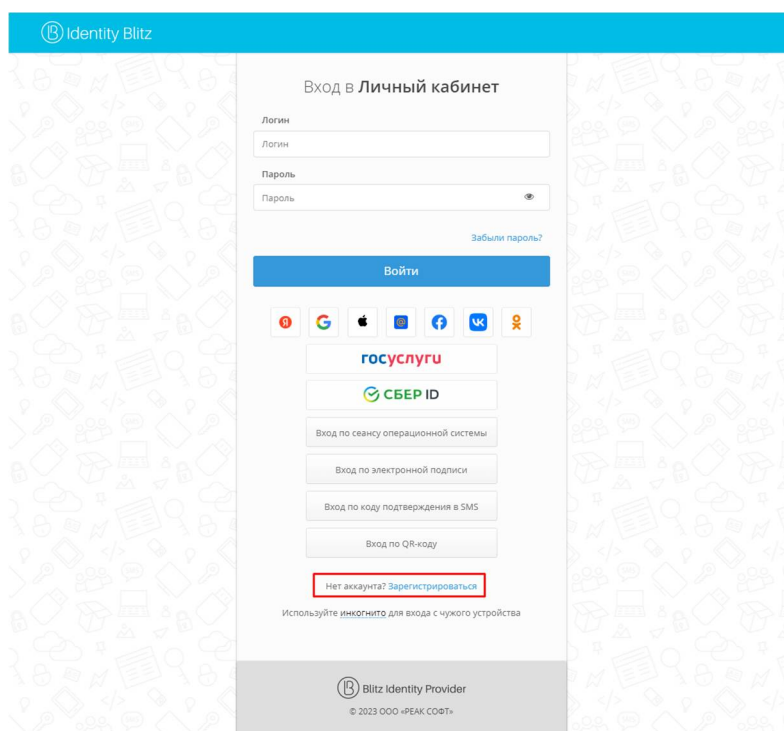 Identity Blitz
Вход в Личный кабинет
Логин
Логин
Пароль
Пароль
Забыли пароль?
Войти
госуслуги
СБЕР ID
Вход по сеансу операционной системы
Вход по электронной подписи
Вход по коду подтверждения в SMS
Вход по QR-коду
Нет аккаунта? Зарегистрироваться
Используйте инкогнито для входа с чужого устройства
Blitz Identity Provider
© 2023 ООО «РЕАК СОФТ»